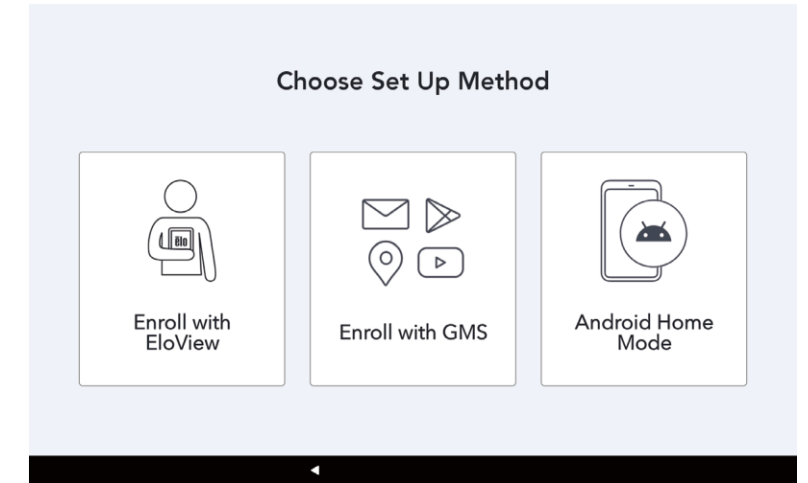 Choose Set Up Method
elo
Enroll with
EloView
Enroll with GMS
Android Home
Mode